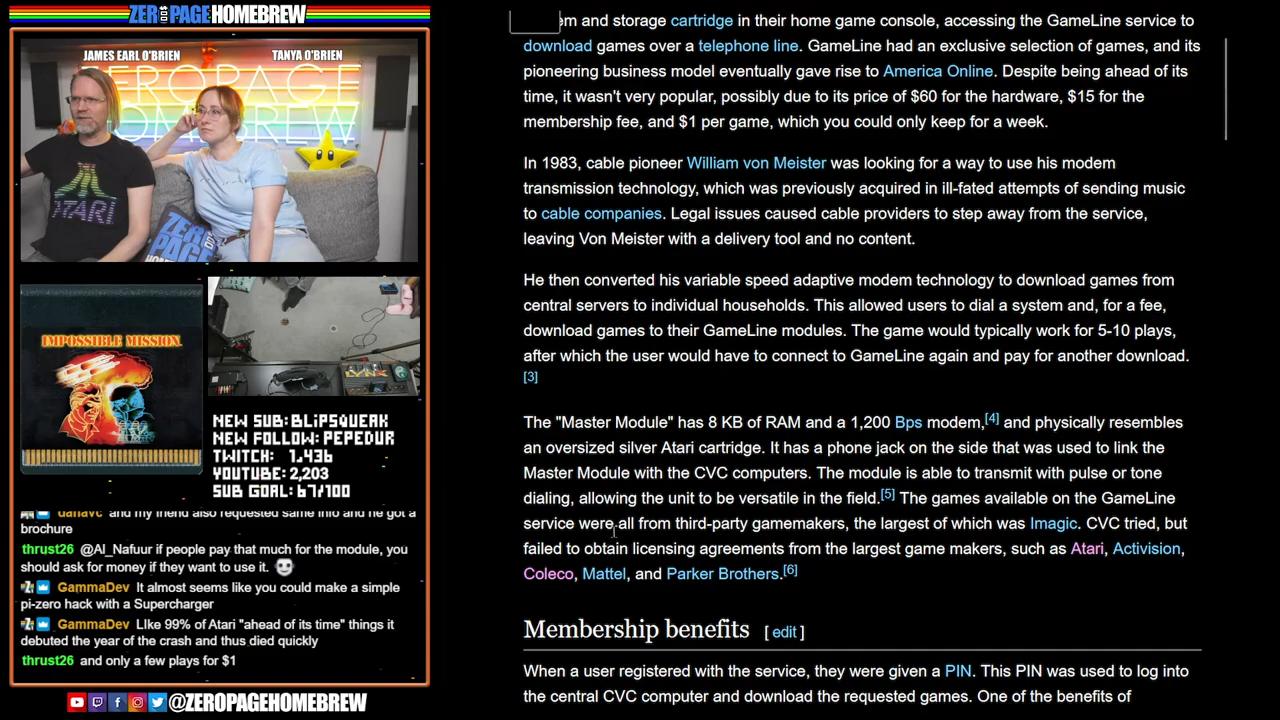 ZEROPAGEHOMEBREW
JAMES EARL O'BRIEN
TANYA O'BRIEN
ATARI
ZERO
PAGE
IMPOSSIBLE MISSION
LYNX
NEW SUB:BLiPSQUEAK
NEW FOLLOW:PEPEDUR
TWITCH: 1,436
YOUTUBE:2,203
SUB GOAL:67/100
danavc and my friend also requested same info and he got a
brochure
thrust26 @Al_Nafuur if people pay that much for the module, you
should ask for money if they want to use it.
GammaDev It almost seems like you could make a simple
pi-zero hack with a Supercharger
GammaDev LIke 99% of Atari "ahead of its time" things it
debuted the year of the crash and thus died quickly
thrust26 and only a few plays for $1
@ZEROPAGEHOMEBREW
em and storage cartridge in their home game console, accessing the GameLine service to
download games over a telephone line. GameLine had an exclusive selection of games, and its
pioneering business model eventually gave rise to America Online. Despite being ahead of its
time, it wasn't very popular, possibly due to its price of $60 for the hardware, $15 for the
membership fee, and $1 per game, which you could only keep for a week.
In 1983, cable pioneer William von Meister was looking for a way to use his modem
transmission technology, which was previously acquired in ill-fated attempts of sending music
to cable companies. Legal issues caused cable providers to step away from the service,
leaving Von Meister with a delivery tool and no content.
He then converted his variable speed adaptive modem technology to download games from
central servers to individual households. This allowed users to dial a system and, for a fee,
download games to their GameLine modules. The game would typically work for 5-10 plays,
after which the user would have to connect to GameLine again and pay for another download.
[3]
The "Master Module" has 8 KB of RAM and a 1,200 Bps modem,[4] and physically resembles
an oversized silver Atari cartridge. It has a phone jack on the side that was used to link the
Master Module with the CVC computers. The module is able to transmit with pulse or tone
dialing, allowing the unit to be versatile in the field.[5] The games available on the GameLine
service were all from third-party gamemakers, the largest of which was Imagic. CVC tried, but
failed to obtain licensing agreements from the largest game makers, such as Atari, Activision,
Coleco, Mattel, and Parker Brothers.[6]
Membership benefits [ edit ]
When a user registered with the service, they were given a PIN. This PIN was used to log into
the central CVC computer and download the requested games. One of the benefits of